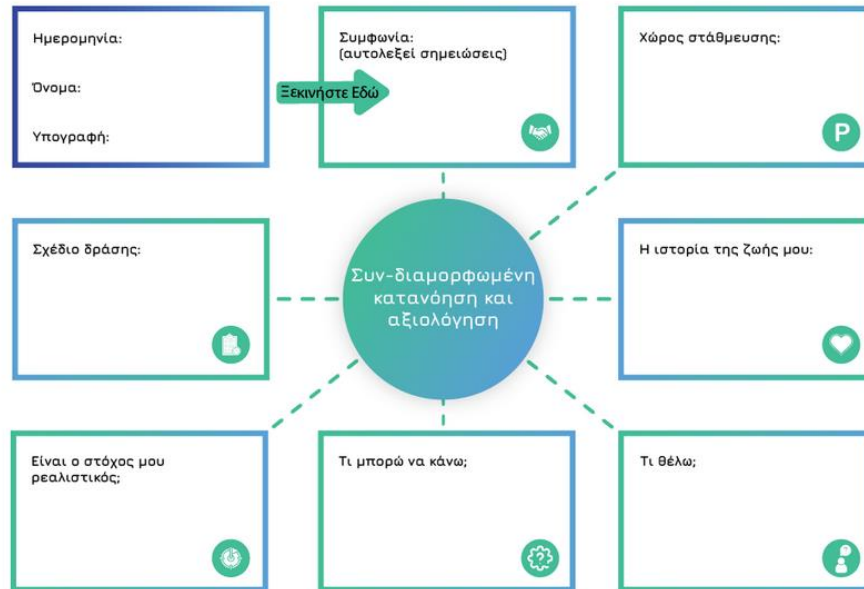 Ημερομηνία:
Όνομα:
Υπογραφή:
Ξεκινήστε Εδώ
Συμφωνία:
(αυτολεξεί σημειώσεις)
Χώρος στάθμευσης:
P
Σχέδιο δράσης:
Συν-διαμορφωμένη
κατανόηση και
αξιολόγηση
Η ιστορία της ζωής μου:
Είναι ο στόχος μου
ρεαλιστικός;
Τι μπορώ να κάνω;
?
Τι θέλω;
?